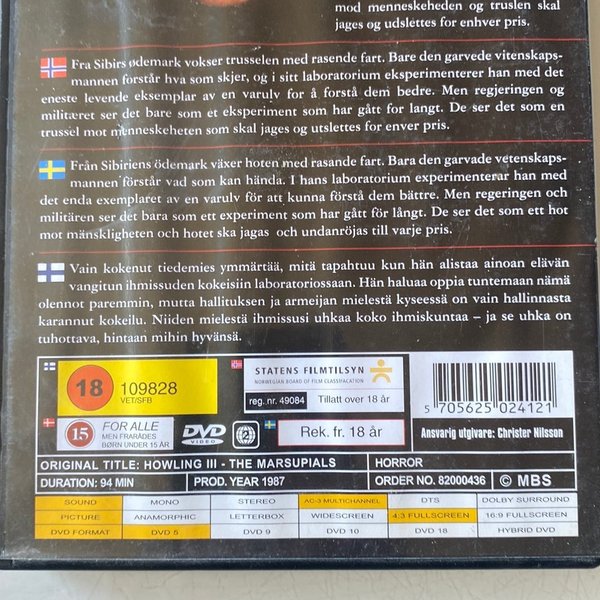 mod menneskeheden og truslen skal
jages og udslettes for enhver pris.
Fra Sibirs ødemark vokser trusselen med rasende fart. Bare den garvede vitenskaps-
mannen forstår hva som skjer, og i sitt laboratorium eksperimenterer han med det
eneste levende eksemplar av en varulv for å forstå dem bedre. Men regjeringen og
militæret ser det bare som et eksperiment som har gått for langt. De ser det som en
trussel mot menneskeheten som skal jages og utslettes for enver pris.
Från Sibiriens ödemark växer hoten med rasande fart. Bara den garvade vetenskaps-
mannen förstår vad som kan hända. I hans laboratorium experimenterar han med
det enda exemplaret av en varulv för att kunna förstå dem bättre. Men regeringen och
militären ser det bara som ett experiment som har gått för långt. De ser det som ett hot
mot mänskligheten och hotet ska jagas och undanröjas till varje pris.
Vain kokenut tiedemies ymmärtää, mitä tapahtuu kun hän alistaa ainoan elävän
vangitun ihmissuden kokeisiin laboratoriossaan. Hän haluaa oppia tuntemaan nämä
olennot paremmin, mutta hallituksen ja armeijan mielestä kyseessä on vain hallinnasta
karannut kokeilu. Niiden mielestä ihmissusi uhkaa koko ihmiskuntaa – ja se uhka on
tuhottava, hintaan mihin hyvänsä.
18 109828
VET/SFB
STATENS FILMTILSYN
NORWEGIAN BOARD OF FILM CLASSIFICATION
reg. nr. 49084 Tillatt over 18 år
15 FOR ALLE
MEN FRARÅDES
BØRN UNDER 15 ÅR
DVD
VIDEO
2
Rek. fr. 18 år
5 705625 024121
Ansvarig utgivare: Christer Nilsson
ORIGINAL TITLE: HOWLING III - THE MARSUPIALS HORROR
DURATION: 94 MIN PROD. YEAR 1987 ORDER NO. 82000436 © MBS
SOUND MONO STEREO AC-3 MULTICHANNEL DTS DOLBY SURROUND
PICTURE ANAMORPHIC LETTERBOX WIDESCREEN 4:3 FULLSCREEN 16:9 FULLSCREEN
DVD FORMAT DVD 5 DVD 9 DVD 10 DVD 18 HYBRID DVD